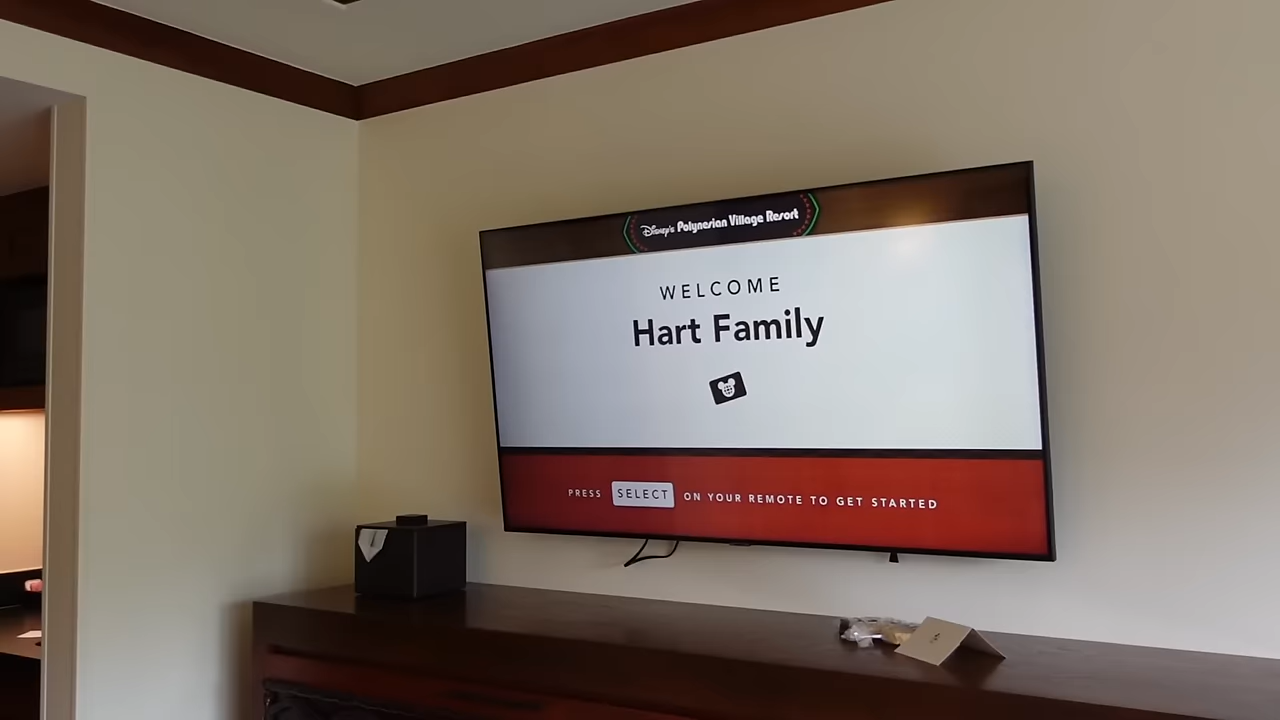 Disney's Polynesian Village Resort
WELCOME
Hart Family
PRESS SELECT ON YOUR REMOTE TO GET STARTED